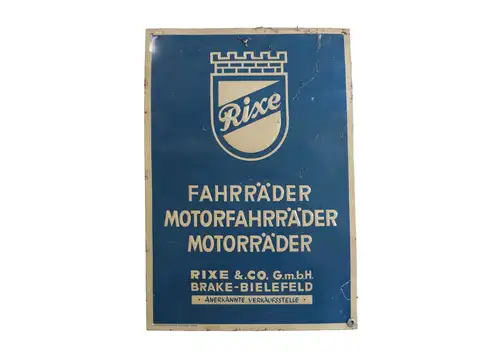 Rixe
FAHRRÄDER
MOTORFAHRRÄDER
MOTORRÄDER
RIXE & CO. G.m.b.H.
BRAKE-BIELEFELD
· ANERKANNTE VERKAUFSSTELLE ·